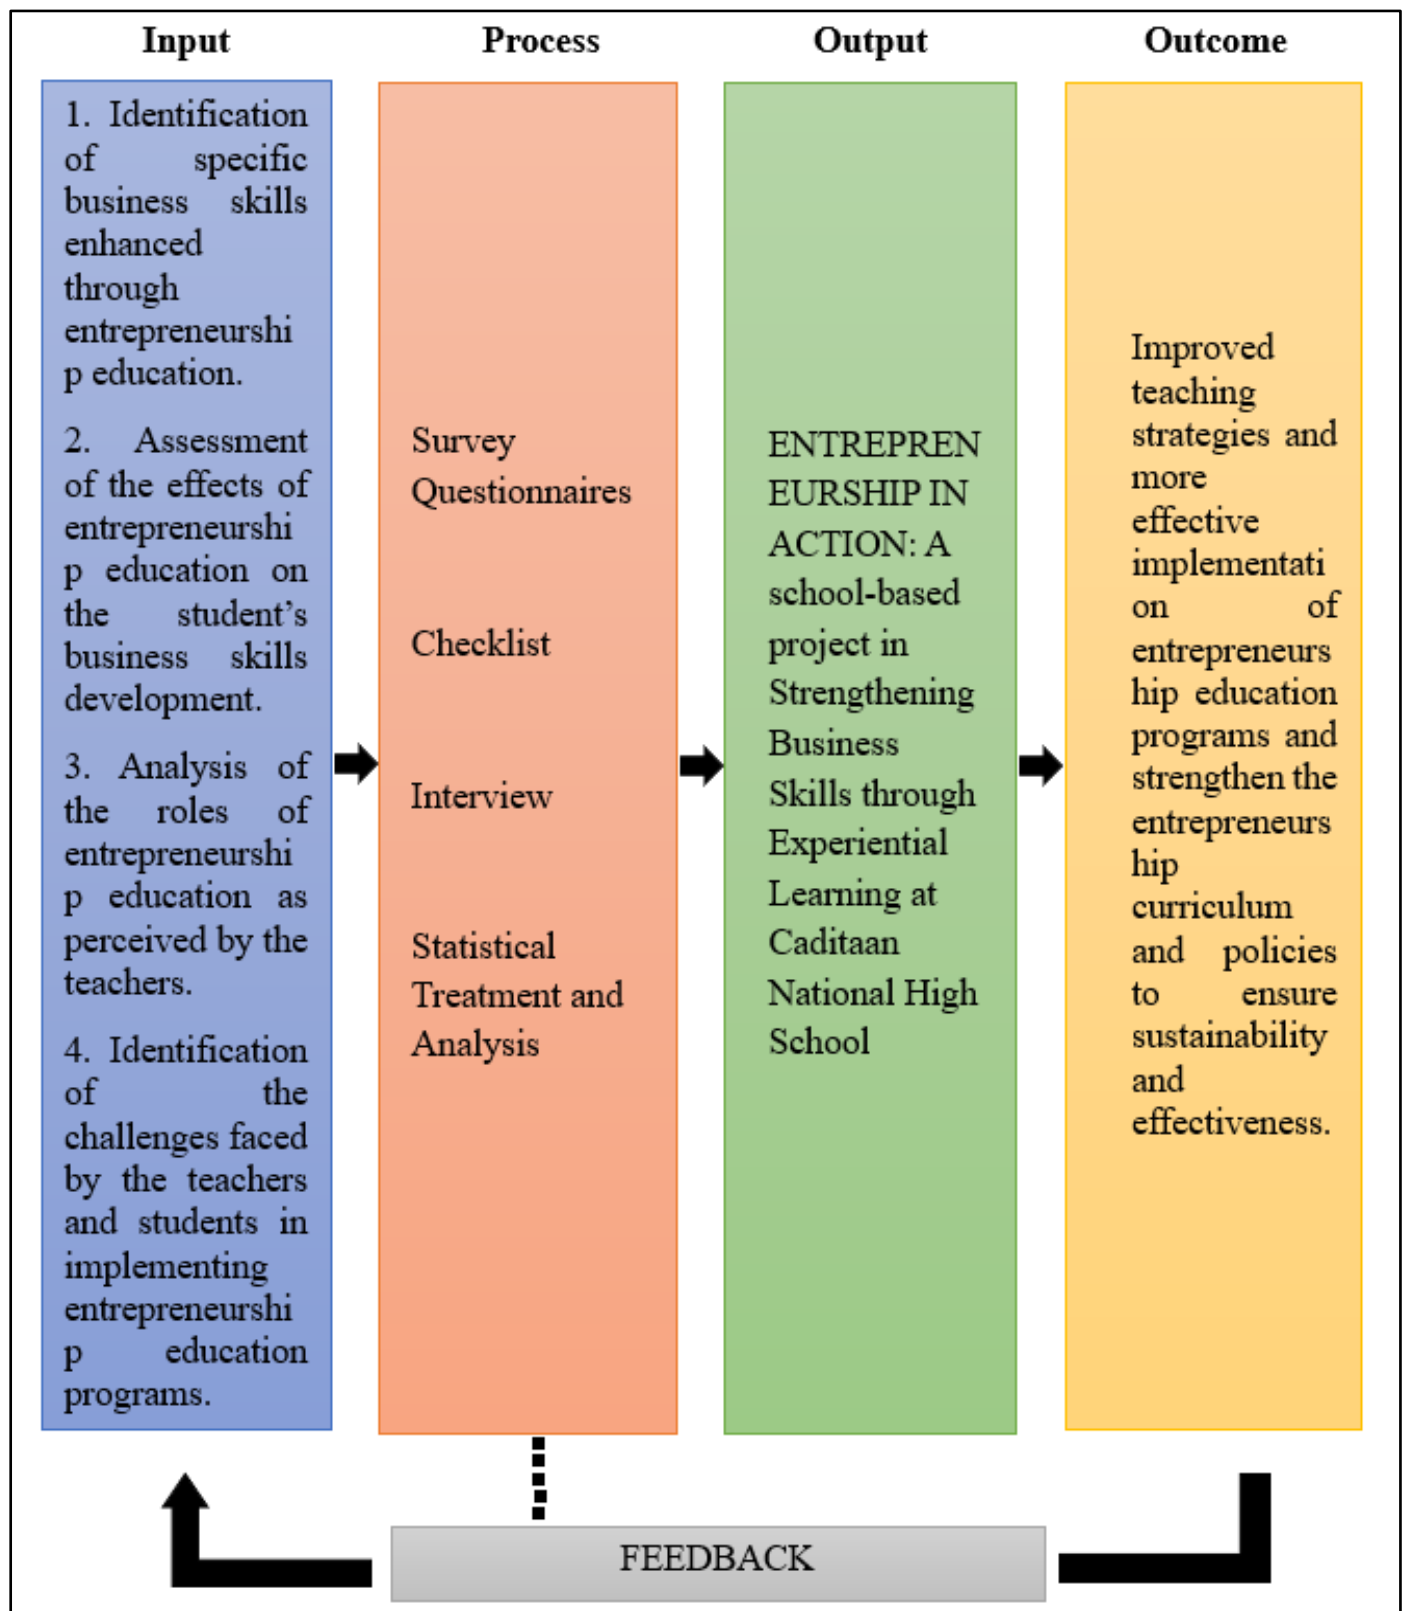 Input
Process
Output
Outcome
1. Identification
of specific
business skills
enhanced
through
entrepreneurshi
p education.
2. Assessment
of the effects of
entrepreneurshi
p education on
the student’s
business skills
development.
3. Analysis of
the roles of
entrepreneurshi
p education as
perceived by the
teachers.
4. Identification
of the
challenges faced
by the teachers
and students in
implementing
entrepreneurshi
p education
programs.
Survey
Questionnaires
Checklist
Interview
Statistical
Treatment and
Analysis
ENTREPREN
EURSHIP IN
ACTION: A
school-based
project in
Strengthening
Business
Skills through
Experiential
Learning at
Caditaan
National High
School
Improved
teaching
strategies and
more
effective
implementati
on of
entrepreneurs
hip education
programs and
strengthen the
entrepreneurs
hip
curriculum
and policies
to ensure
sustainability
and
effectiveness.
FEEDBACK